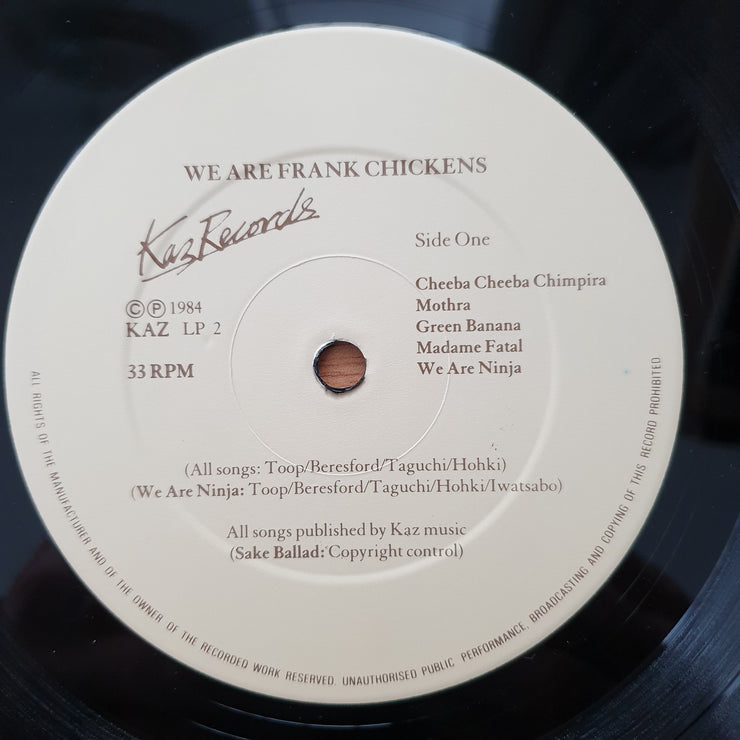 WE ARE FRANK CHICKENS
Kaz Records
Side One
Cheeba Cheeba Chimpira
Mothra
Green Banana
Madame Fatal
We Are Ninja
©℗ 1984
KAZ LP 2
33 RPM
(All songs: Toop/Beresford/Taguchi/Hohki)
(We Are Ninja: Toop/Beresford/Taguchi/Hohki/Iwatsabo)
All songs published by Kaz music
(Sake Ballad: Copyright control)
ALL RIGHTS OF THE MANUFACTURER AND OF THE OWNER OF THE RECORDED WORK RESERVED. UNAUTHORISED PUBLIC PERFORMANCE, BROADCASTING AND COPYING OF THIS RECORD PROHIBITED